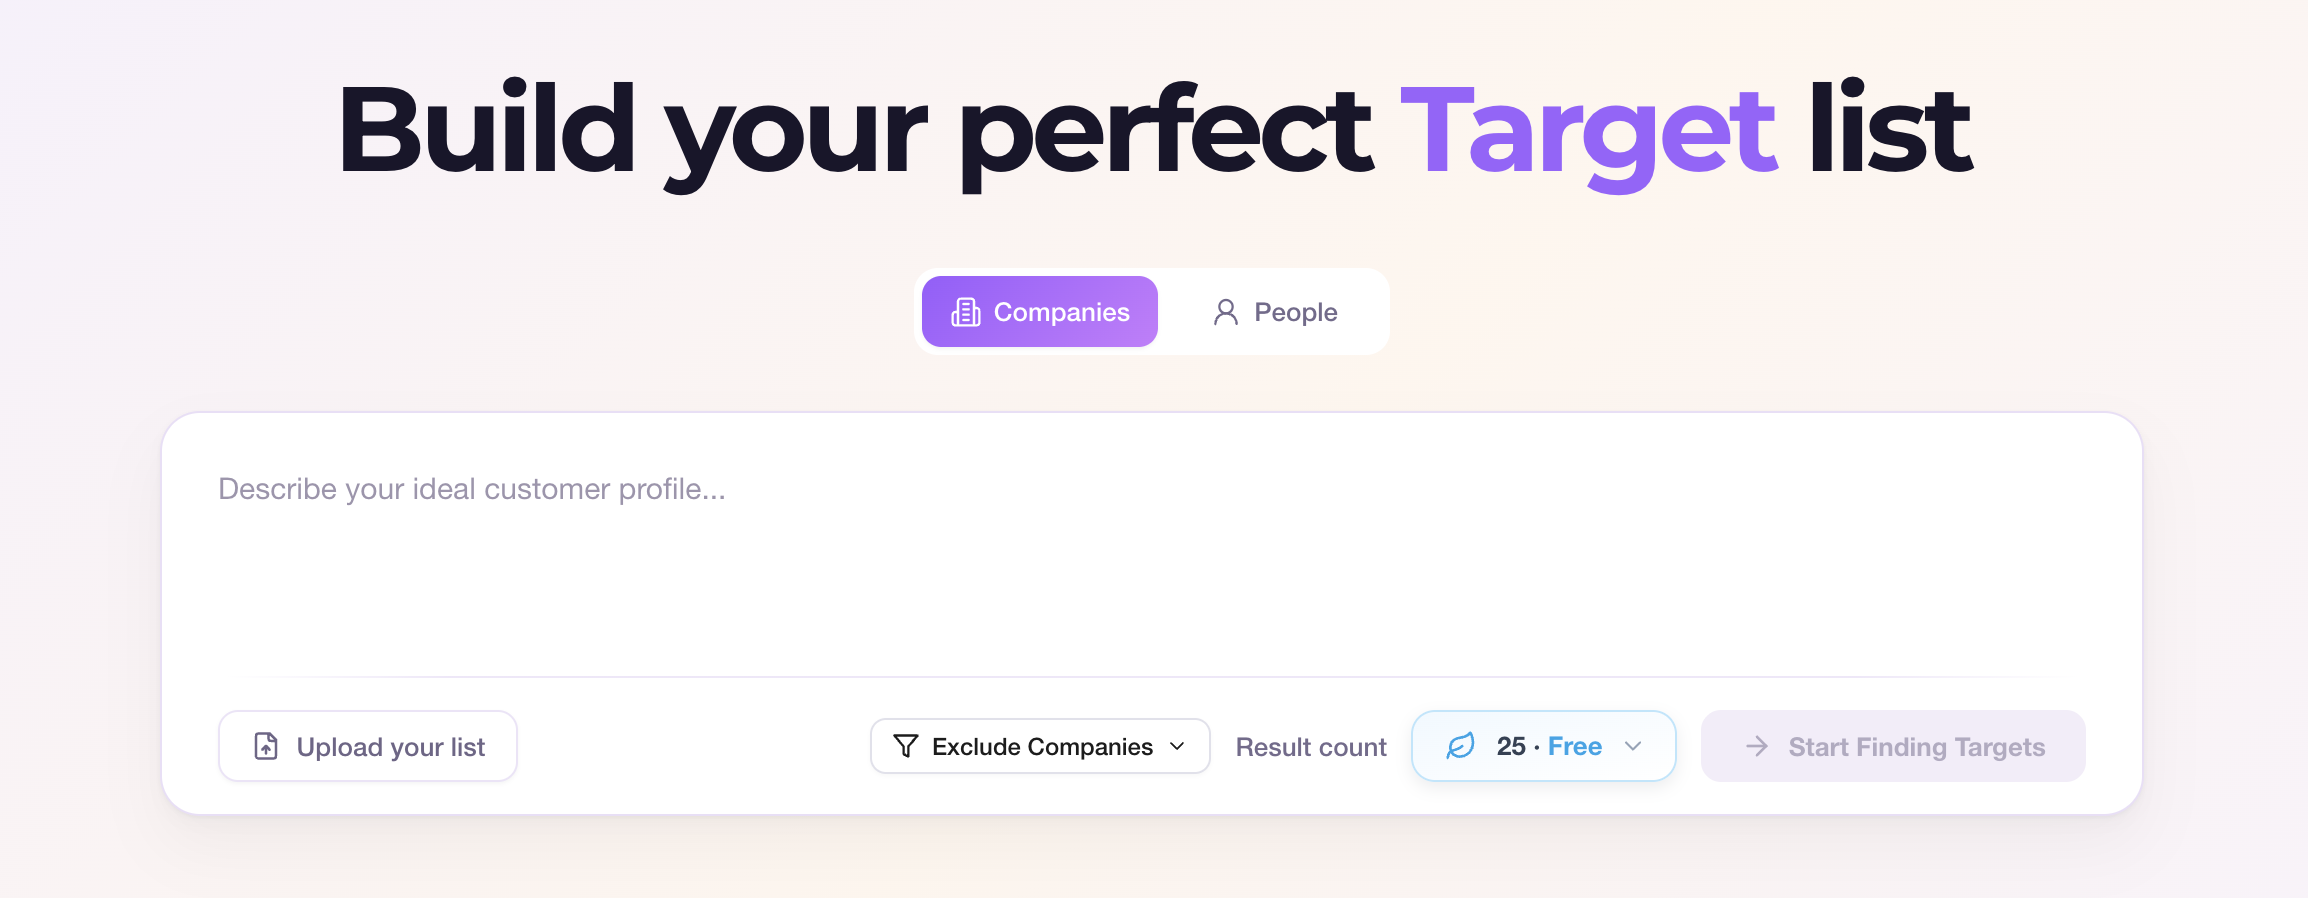 Build your perfect Target list
Companies
People
Describe your ideal customer profile...
Upload your list
Exclude Companies
Result count
25 · Free
Start Finding Targets